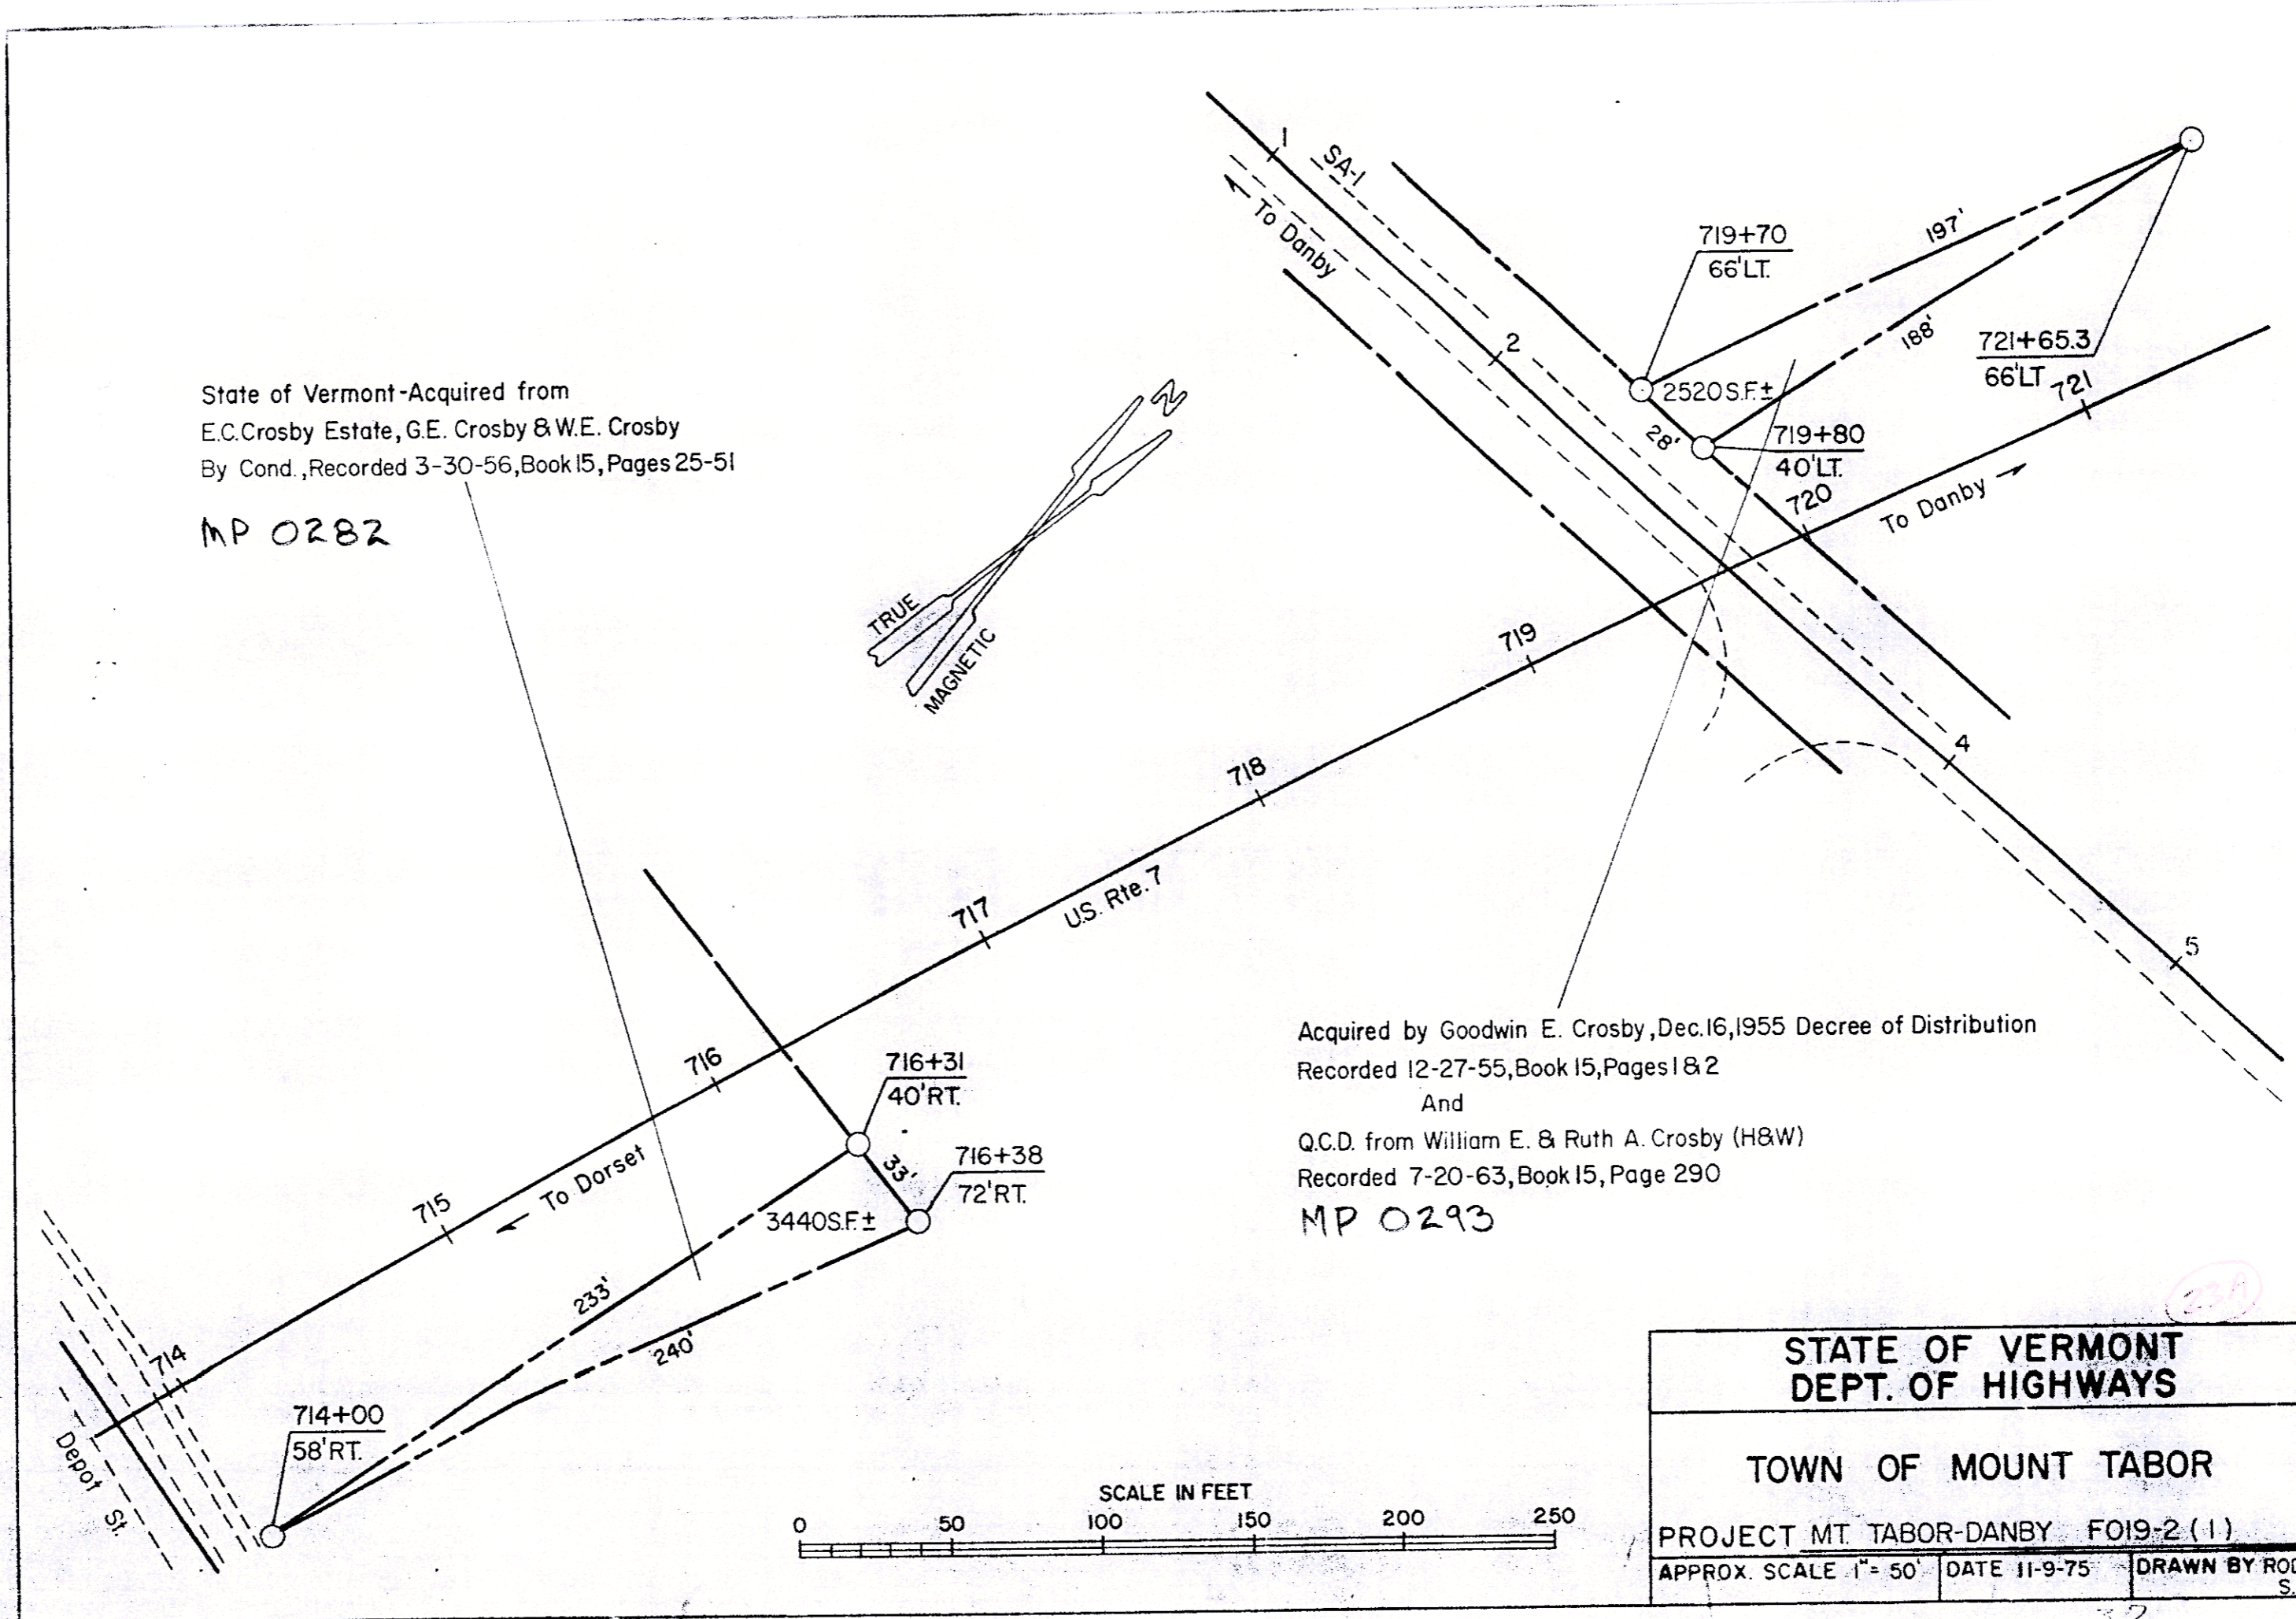 1
SA-1
To Danby
719+70
66'LT.
197'
188'
721+65.3
66'LT.
721
2
2520 S.F.±
28'
719+80
40'LT.
720
To Danby
State of Vermont-Acquired from
E.C.Crosby Estate, G.E. Crosby & W.E. Crosby
By Cond., Recorded 3-30-56, Book 15, Pages 25-51
MP 0282
N
TRUE
MAGNETIC
719
4
718
717
U.S. Rte. 7
5
716
716+31
40'RT.
33'
716+38
72'RT.
3440 S.F.±
715
To Dorset
233'
240'
714
714+00
58'RT.
Depot St.
Acquired by Goodwin E. Crosby, Dec.16,1955 Decree of Distribution
Recorded 12-27-55, Book 15, Pages 1 & 2
And
Q.C.D. from William E. & Ruth A. Crosby (H&W)
Recorded 7-20-63, Book 15, Page 290
MP 0293
23A
SCALE IN FEET
0 50 100 150 200 250
STATE OF VERMONT
DEPT. OF HIGHWAYS
TOWN OF MOUNT TABOR
PROJECT MT. TABOR-DANBY F019-2 (1)
APPROX. SCALE 1" = 50' DATE 11-9-75 DRAWN BY
S.